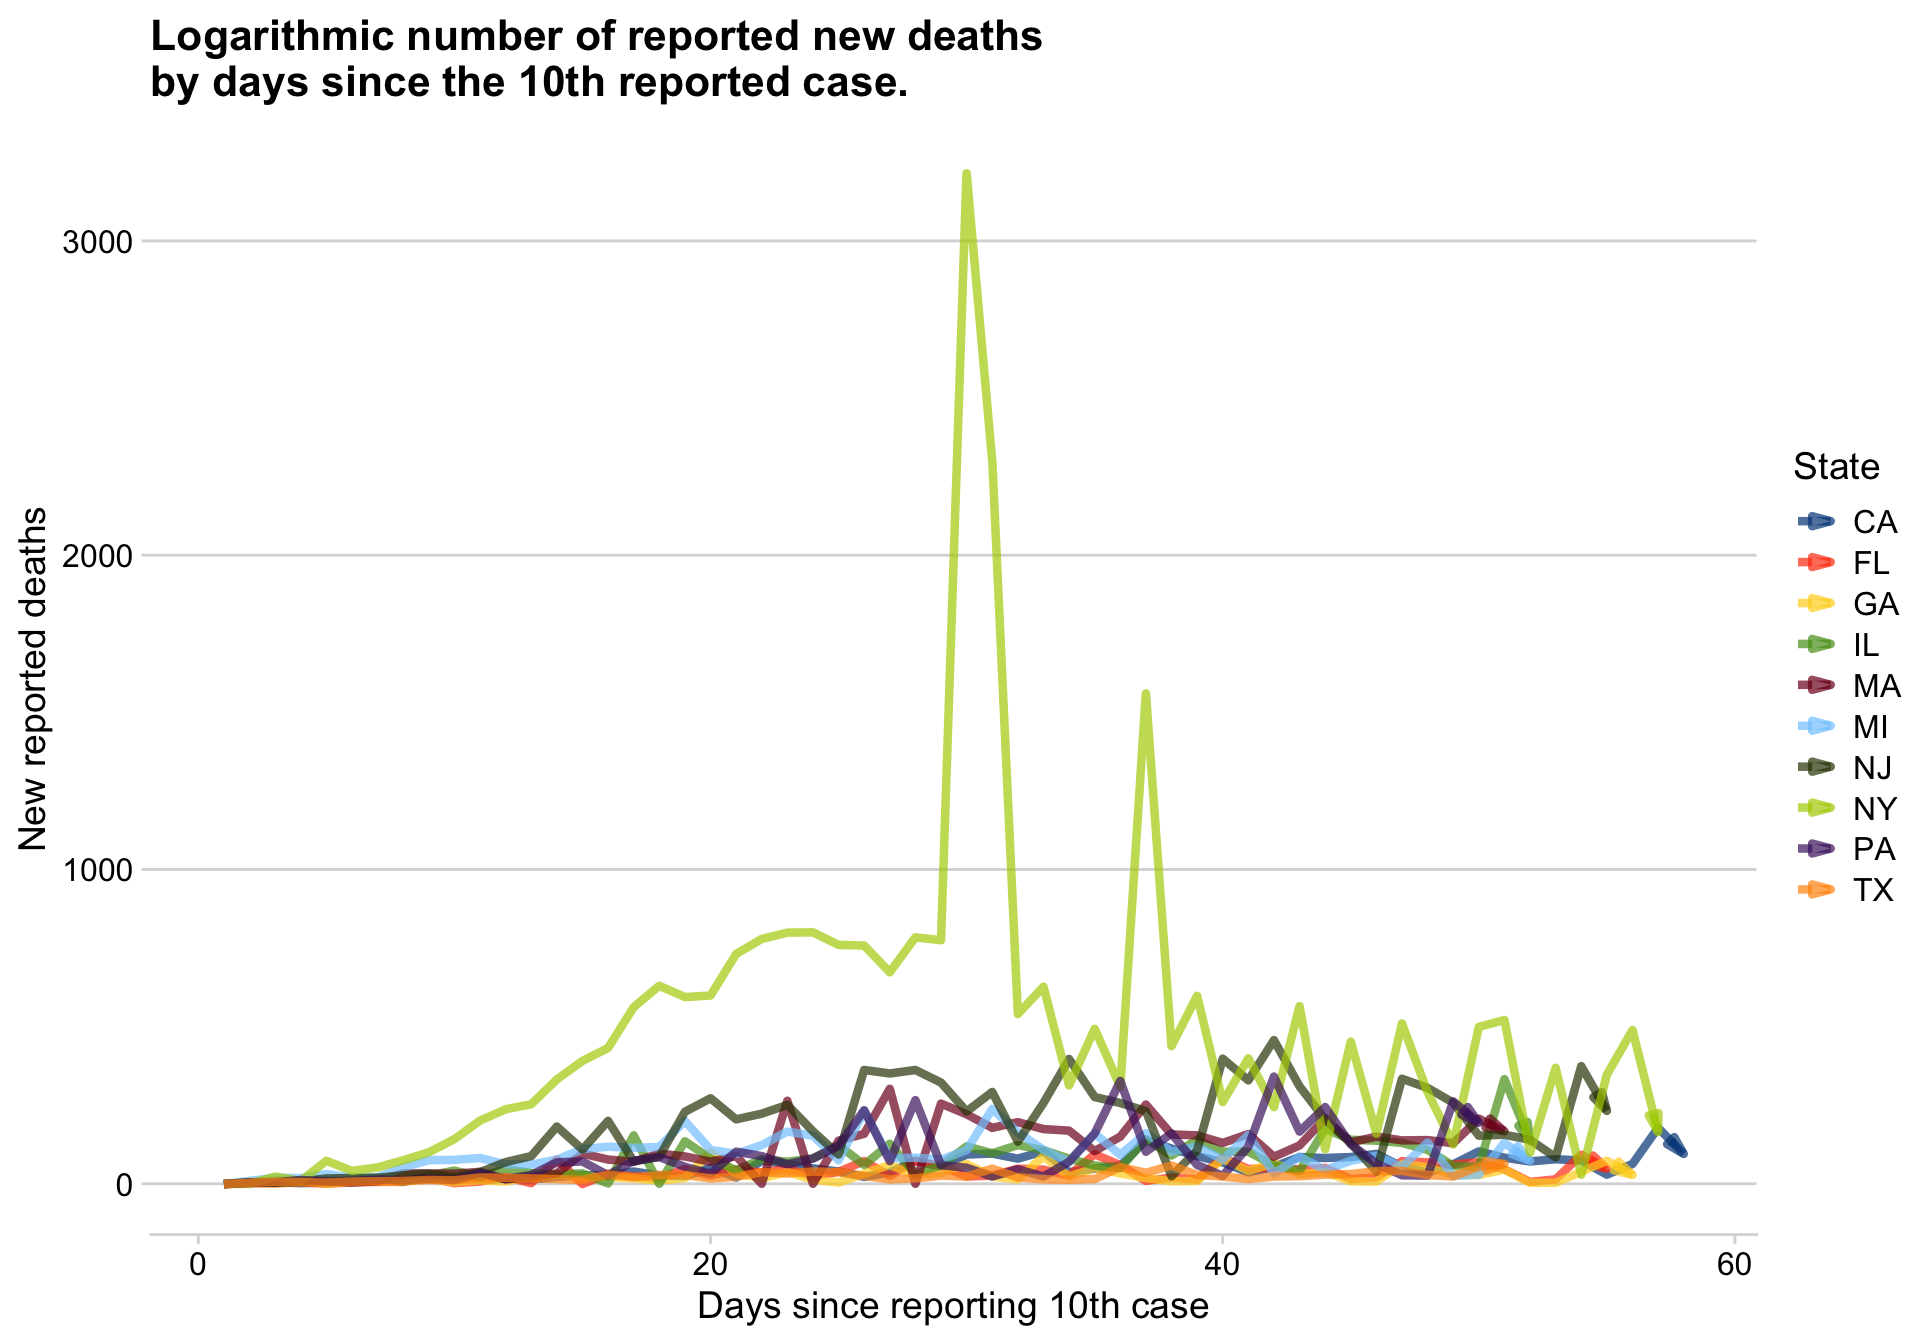 Logarithmic number of reported new deaths
by days since the 10th reported case.
New reported deaths
3000
2000
1000
0
0
20
40
60
Days since reporting 10th case
State
CA
FL
GA
IL
MA
MI
NJ
NY
PA
TX